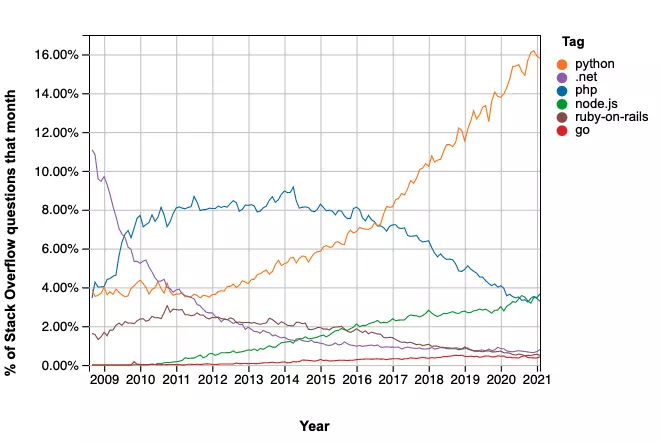 Tag
python
.net
php
node.js
ruby-on-rails
go
% of Stack Overflow questions that month
16.00%
14.00%
12.00%
10.00%
8.00%
6.00%
4.00%
2.00%
0.00%
2009 2010 2011 2012 2013 2014 2015 2016 2017 2018 2019 2020 2021
Year